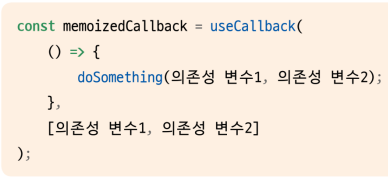 const memoizedCallback = useCallback(
    () => {
        doSomething(의존성 변수1, 의존성 변수2);
    },
    [의존성 변수1, 의존성 변수2]
);